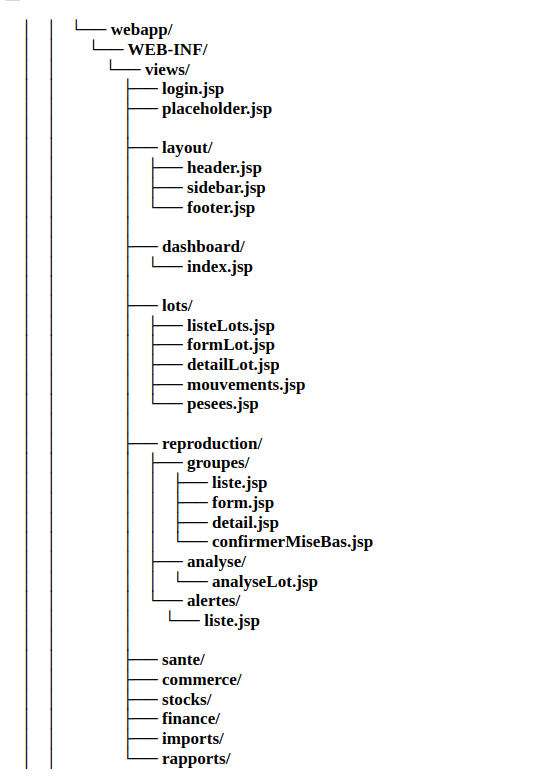 webapp/
WEB-INF/
views/
login.jsp
placeholder.jsp
layout/
header.jsp
sidebar.jsp
footer.jsp
dashboard/
index.jsp
lots/
listeLots.jsp
formLot.jsp
detailLot.jsp
mouvements.jsp
pesees.jsp
reproduction/
groupes/
liste.jsp
form.jsp
detail.jsp
confirmerMiseBas.jsp
analyse/
analyseLot.jsp
alertes/
liste.jsp
sante/
commerce/
stocks/
finance/
imports/
rapports/